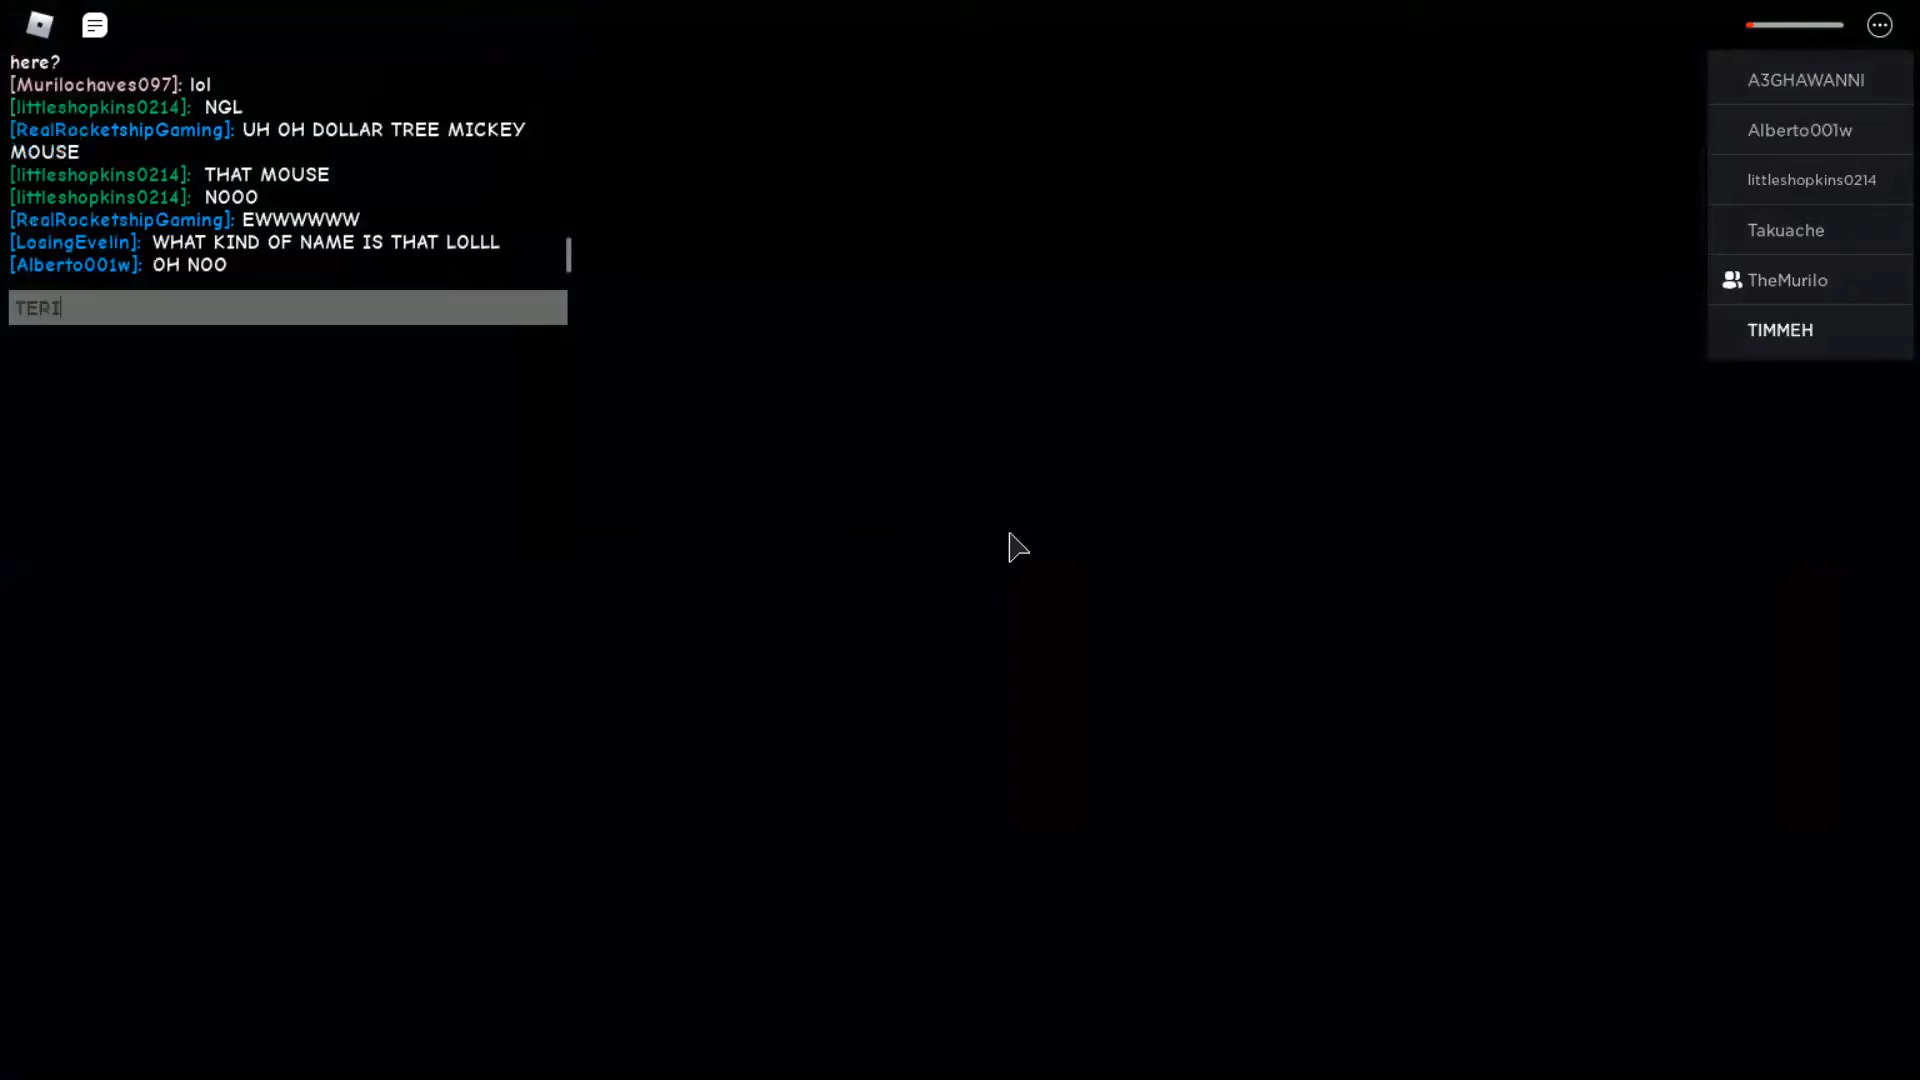 here?
[Murilochaves097]: lol
[littleshopkins0214]: NGL
[RealRocketshipGaming]: UH OH DOLLAR TREE MICKEY
MOUSE
[littleshopkins0214]: THAT MOUSE
[littleshopkins0214]: NOOO
[RealRocketshipGaming]: EWWWWWW
[LosingEvelin]: WHAT KIND OF NAME IS THAT LOLLL
[Alberto001w]: OH NOO
TERI
A3GHAWANNI
Alberto001w
littleshopkins0214
Takuache
TheMurilo
TIMMEH